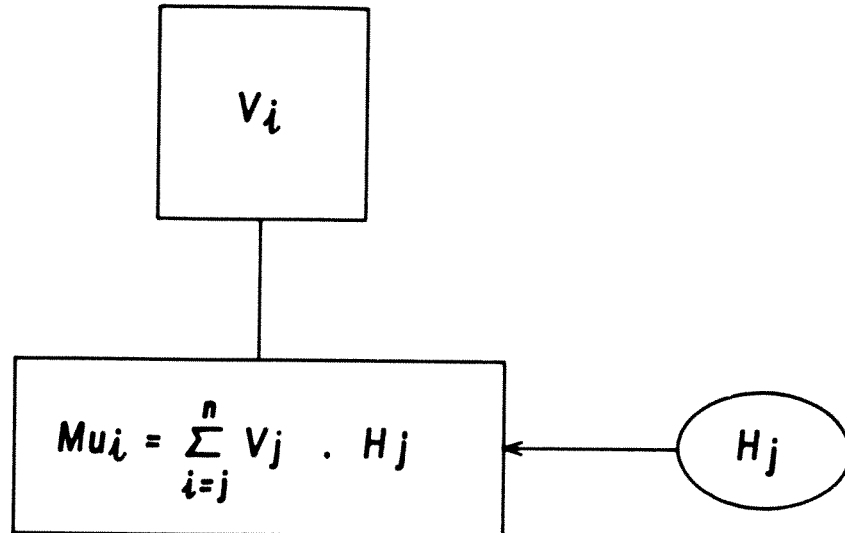 Vi
n
Mui = Σ Vj . Hj
i=j
Hj